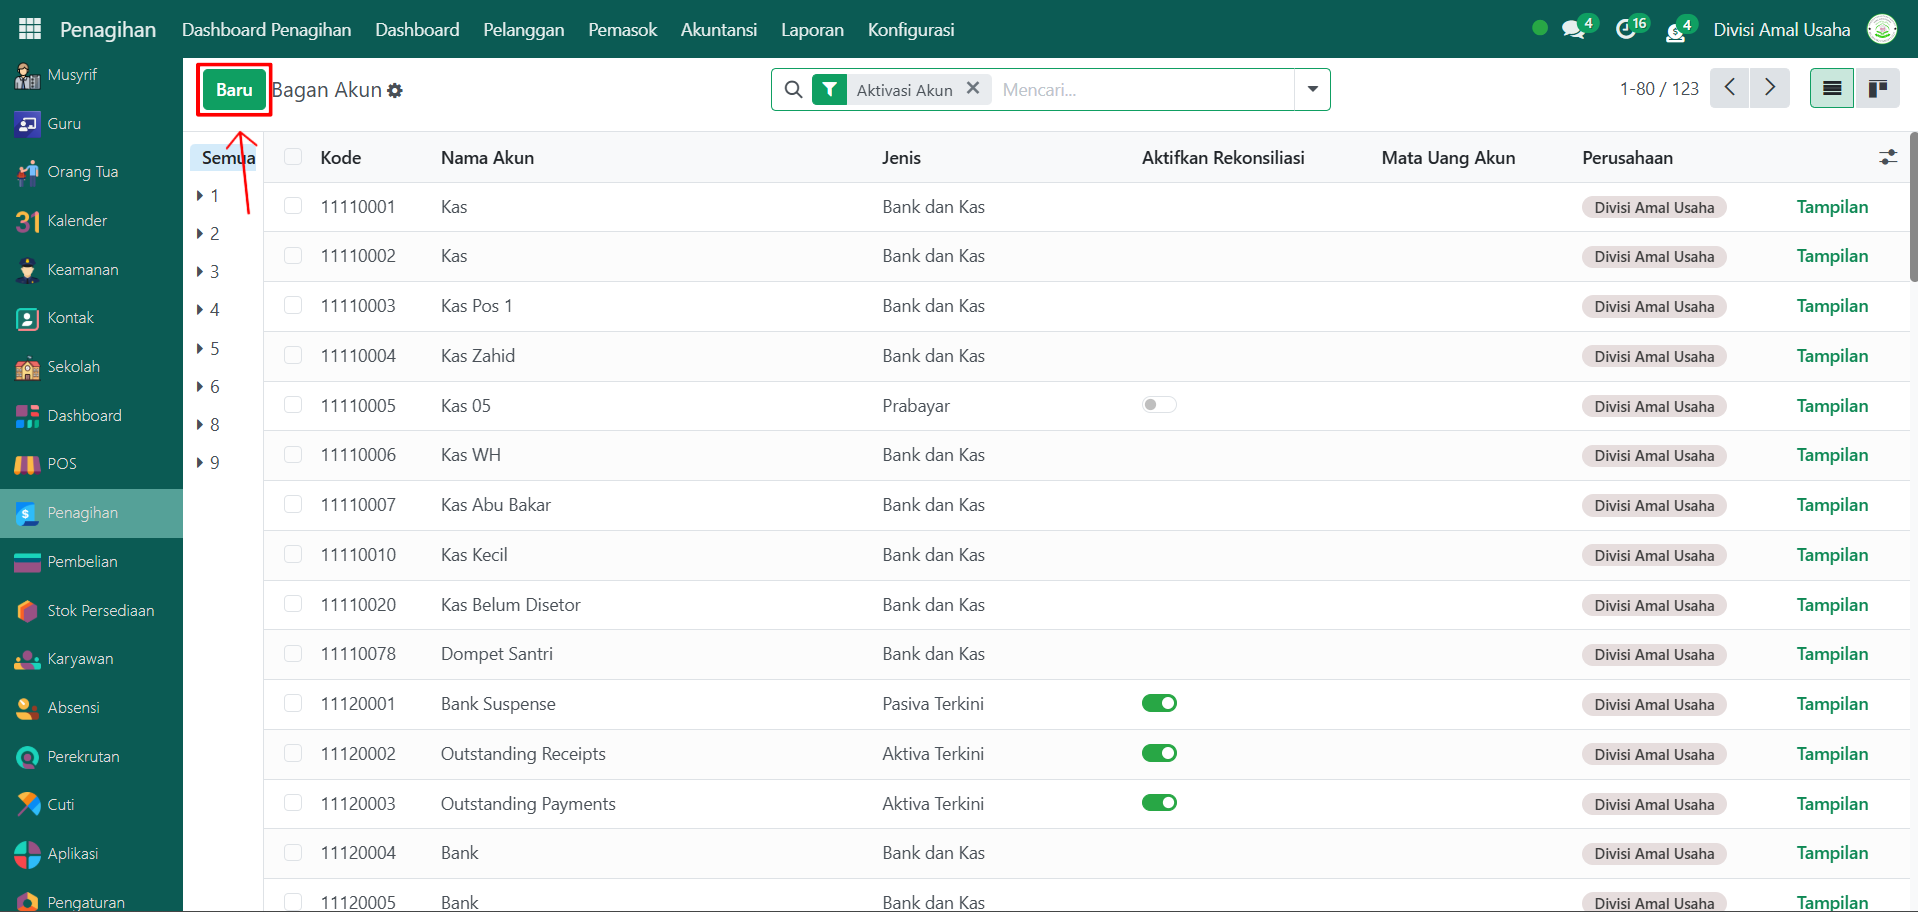 Penagihan Dashboard Penagihan Dashboard Pelanggan Pemasok Akuntansi Laporan Konfigurasi 4 16 4 Divisi Amal Usaha
Musyrif
Guru
Orang Tua
31 Kalender
Keamanan
Kontak
Sekolah
Dashboard
POS
Penagihan
Pembelian
Stok Persediaan
Karyawan
Absensi
Perekrutan
Cuti
Aplikasi
Pengaturan
Baru Bagan Akun Aktivasi Akun Mencari... 1-80 / 123
Semua
1
2
3
4
5
6
8
9
Kode Nama Akun Jenis Aktifkan Rekonsiliasi Mata Uang Akun Perusahaan
11110001 Kas Bank dan Kas Divisi Amal Usaha Tampilan
11110002 Kas Bank dan Kas Divisi Amal Usaha Tampilan
11110003 Kas Pos 1 Bank dan Kas Divisi Amal Usaha Tampilan
11110004 Kas Zahid Bank dan Kas Divisi Amal Usaha Tampilan
11110005 Kas 05 Prabayar Divisi Amal Usaha Tampilan
11110006 Kas WH Bank dan Kas Divisi Amal Usaha Tampilan
11110007 Kas Abu Bakar Bank dan Kas Divisi Amal Usaha Tampilan
11110010 Kas Kecil Bank dan Kas Divisi Amal Usaha Tampilan
11110020 Kas Belum Disetor Bank dan Kas Divisi Amal Usaha Tampilan
11110078 Dompet Santri Bank dan Kas Divisi Amal Usaha Tampilan
11120001 Bank Suspense Pasiva Terkini Divisi Amal Usaha Tampilan
11120002 Outstanding Receipts Aktiva Terkini Divisi Amal Usaha Tampilan
11120003 Outstanding Payments Aktiva Terkini Divisi Amal Usaha Tampilan
11120004 Bank Bank dan Kas Divisi Amal Usaha Tampilan
11120005 Bank Bank dan Kas Divisi Amal Usaha Tampilan